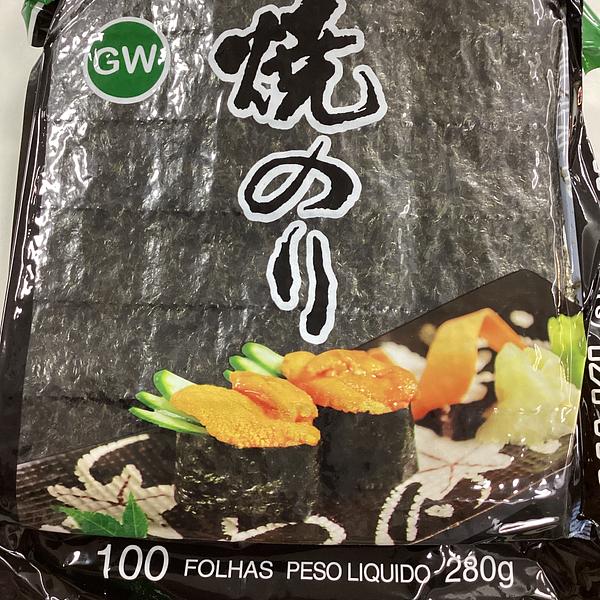 GW
焼のり
100 FOLHAS PESO LIQUIDO 280g